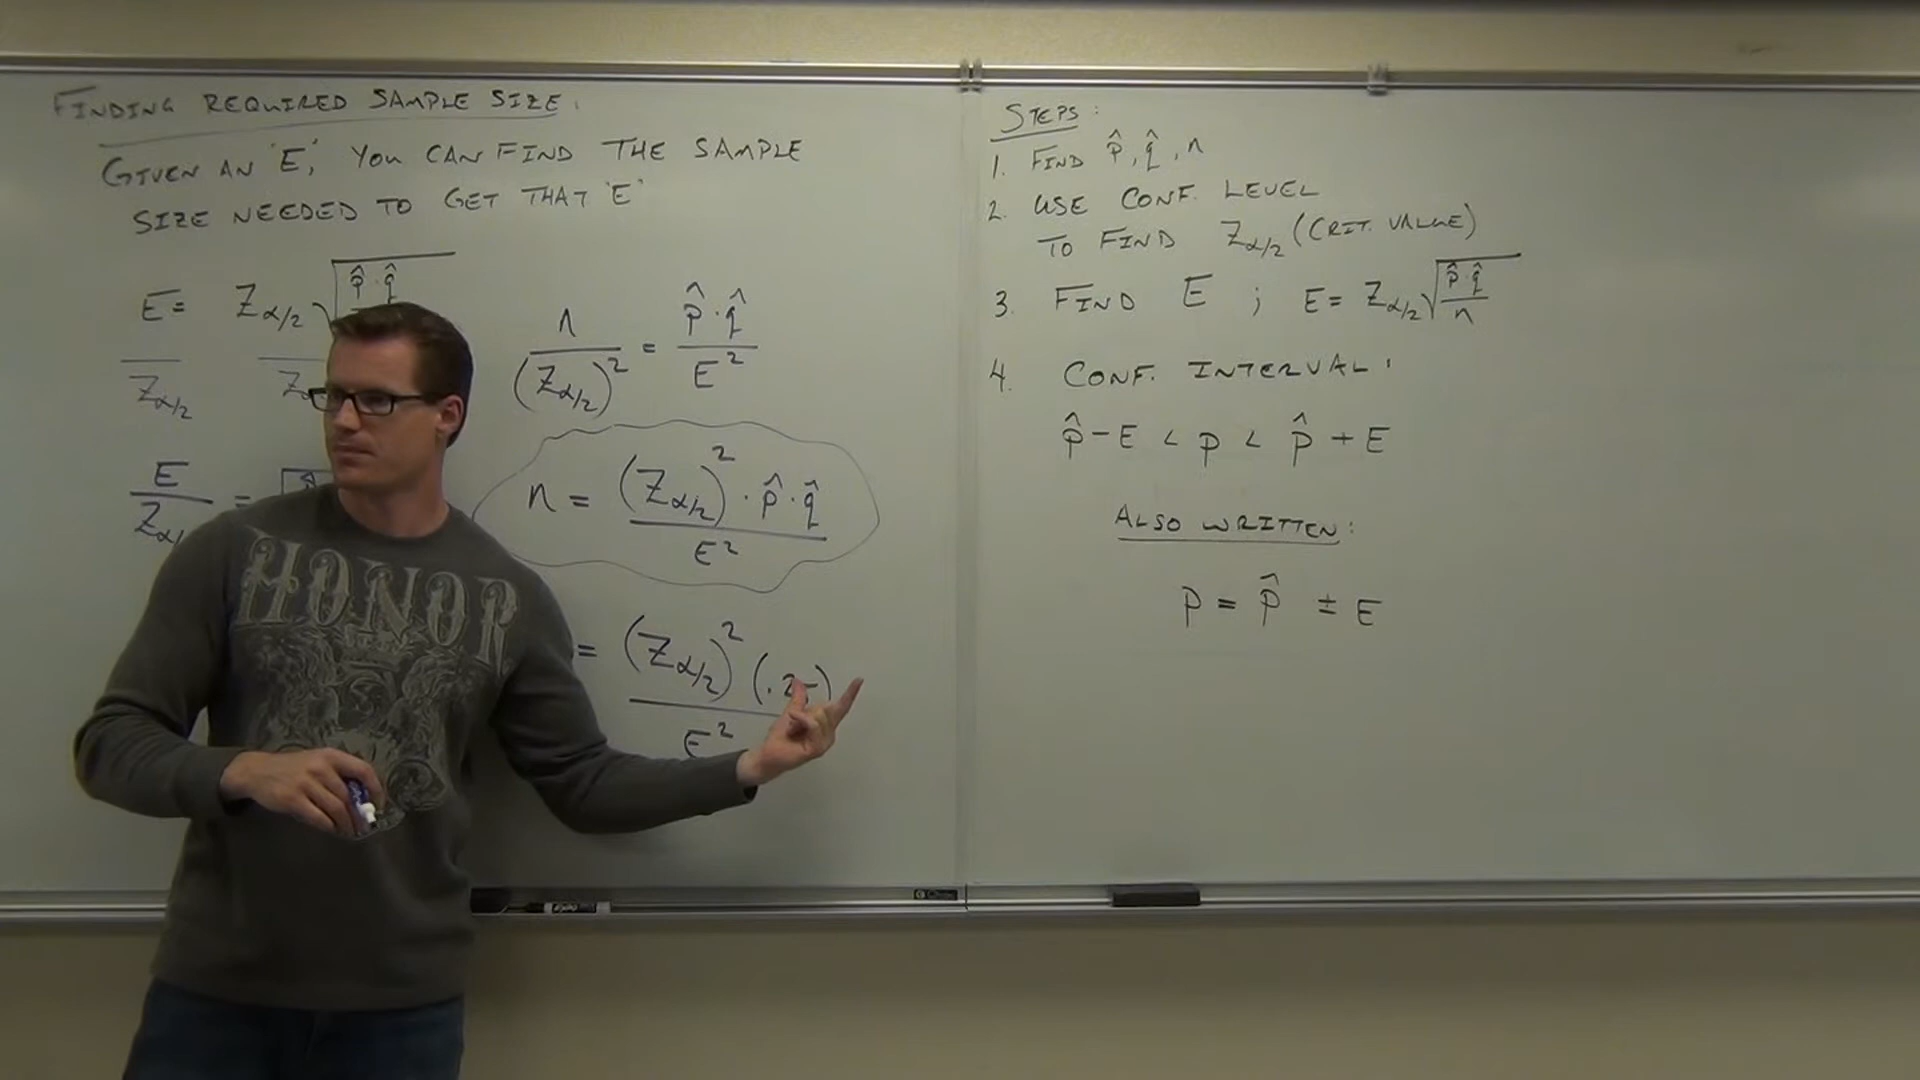 FINDING REQUIRED SAMPLE SIZE:
GIVEN AN 'E', YOU CAN FIND THE SAMPLE
SIZE NEEDED TO GET THAT 'E'
E = Zα/2 √(p̂·q̂
Zα/2
E / Zα/ =
n / (Zα/2)² = p̂·q̂ / E²
n = (Zα/2)² · p̂ · q̂ / E²
= (Zα/2)² (.25) / E²
HONOR
STEPS:
1. FIND p̂, q̂, n
2. USE CONF. LEVEL
TO FIND Zα/2 (CRIT. VALUE)
3. FIND E ; E = Zα/2 √(p̂·q̂ / n)
4. CONF. INTERVAL:
p̂ - E < p < p̂ + E
ALSO WRITTEN:
p = p̂ ± E
EXPO